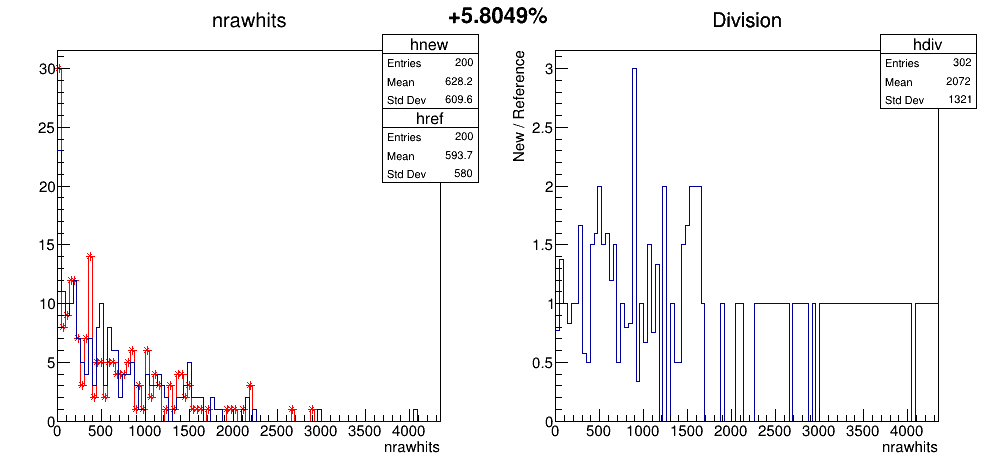 +5.8049%
nrawhits
hnew
Entries 200
Mean 628.2
Std Dev 609.6
href
Entries 200
Mean 593.7
Std Dev 580
30
25
20
15
10
5
0
0 500 1000 1500 2000 2500 3000 3500 4000
nrawhits
Division
hdiv
Entries 302
Mean 2072
Std Dev 1321
New / Reference
3
2.5
2
1.5
1
0.5
0
0 500 1000 1500 2000 2500 3000 3500 4000
nrawhits